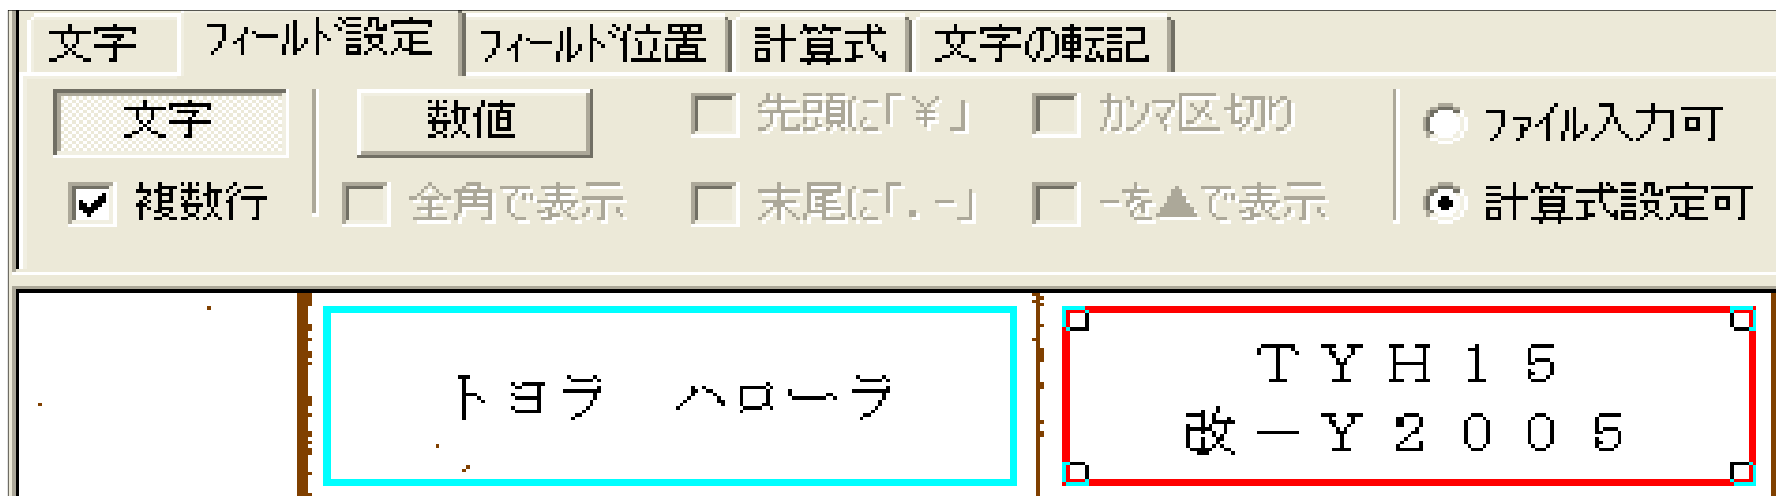 文字 フィールド設定 フィールド位置 計算式 文字の転記
文字 数値 先頭に「¥」 カンマ区切り ファイル入力可
複数行 全角で表示 末尾に「.-」 -を▲で表示 計算式設定可
トヨラ ハローラ
TYH15
改-Y2005